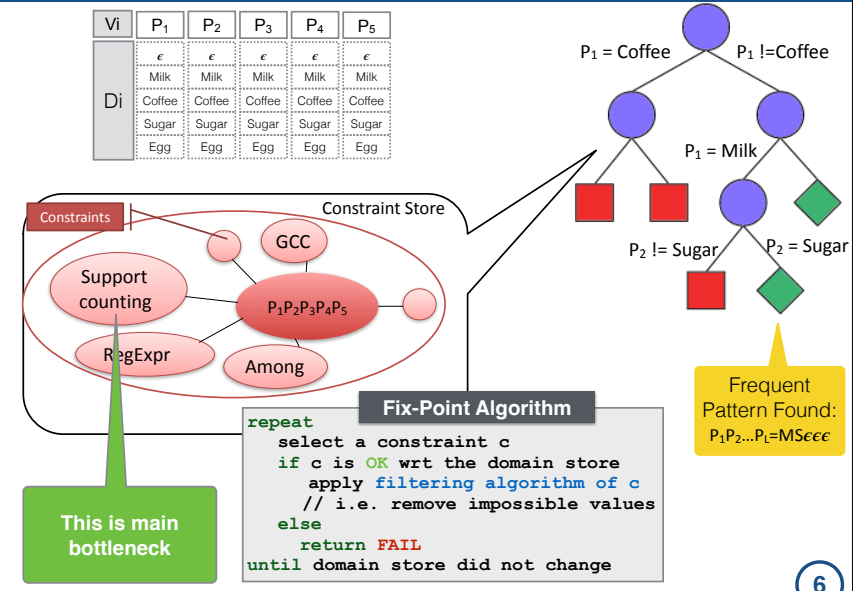 Vi P₁ P₂ P₃ P₄ P₅
Di
ϵ ϵ ϵ ϵ ϵ
Milk Milk Milk Milk Milk
Coffee Coffee Coffee Coffee Coffee
Sugar Sugar Sugar Sugar Sugar
Egg Egg Egg Egg Egg
P₁ = Coffee
P₁ !=Coffee
P₁ = Milk
P₂ != Sugar
P₂ = Sugar
Constraints
Constraint Store
GCC
Support
counting
P₁P₂P₃P₄P₅
RegExpr
Among
Frequent
Pattern Found:
P₁P₂...P_L=MSϵϵϵ
This is main
bottleneck
Fix-Point Algorithm
repeat
select a constraint c
if c is OK wrt the domain store
apply filtering algorithm of c
// i.e. remove impossible values
else
return FAIL
until domain store did not change
6